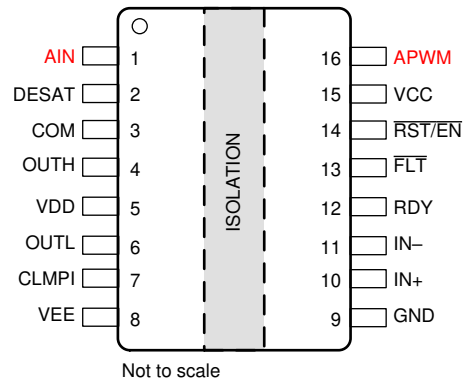 AIN 1 16 APWM
DESAT 2 15 VCC
COM 3 14 RST/EN
OUTH 4 13 FLT
VDD 5 12 RDY
OUTL 6 11 IN–
CLMPI 7 10 IN+
VEE 8 9 GND
ISOLATION
Not to scale